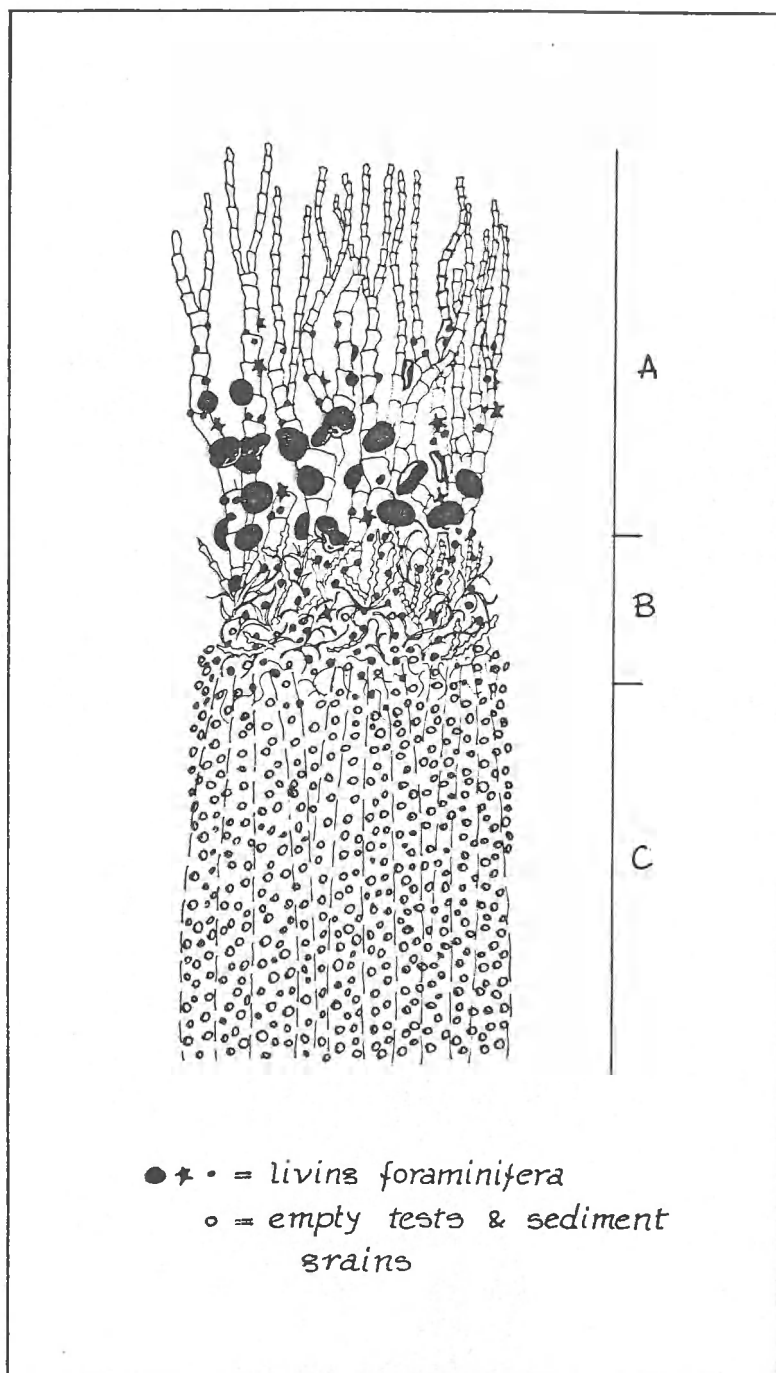 A
B
C
= living foraminifera
= empty tests & sediment
grains